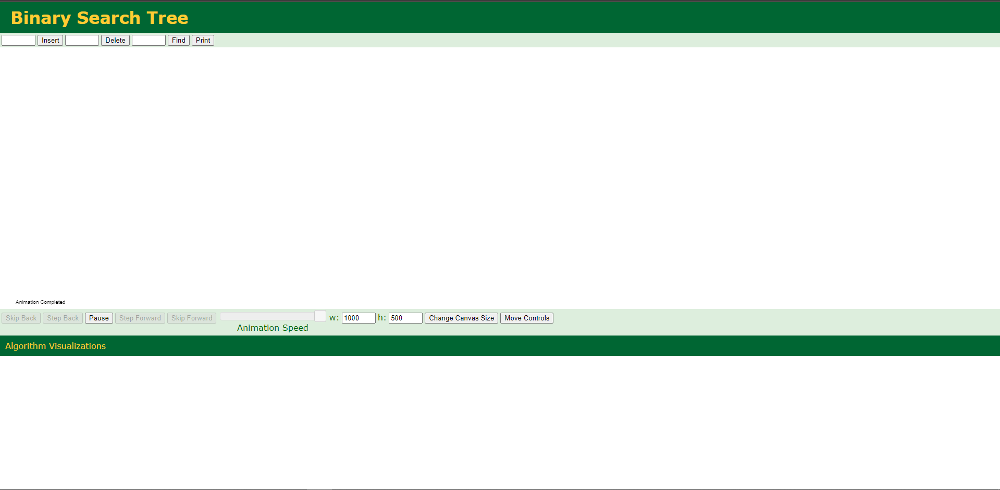 Binary Search Tree
Insert Delete Find Print
Animation Completed
Skip Back Step Back Pause Step Forward Skip Forward w: 1000 h: 500 Change Canvas Size Move Controls
Animation Speed
Algorithm Visualizations